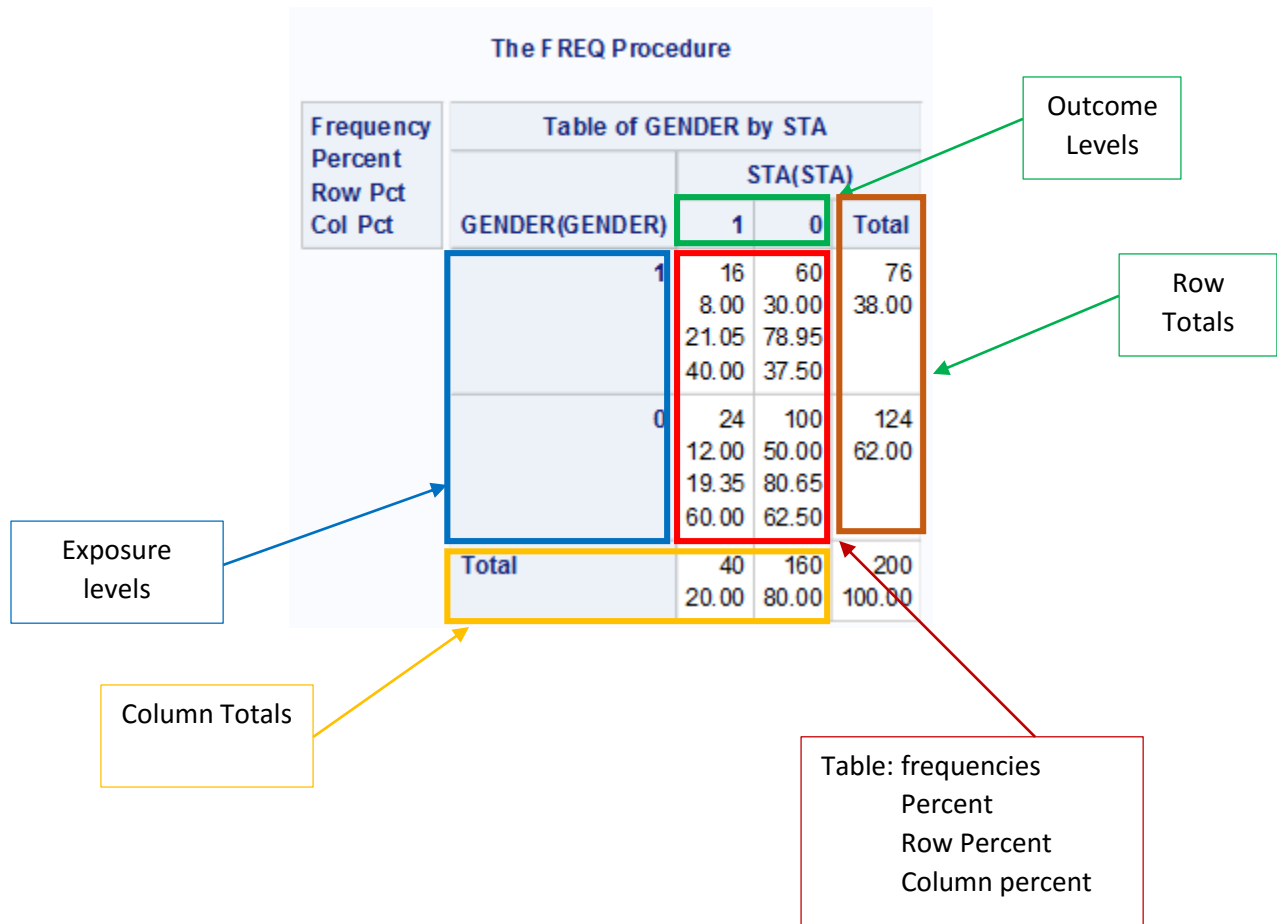 The FREQ Procedure
Frequency
Percent
Row Pct
Col Pct
Table of GENDER by STA
GENDER(GENDER)
STA(STA)
1 0 Total
1 16 60 76
8.00 30.00 38.00
21.05 78.95
40.00 37.50
0 24 100 124
12.00 50.00 62.00
19.35 80.65
60.00 62.50
Total 40 160 200
20.00 80.00 100.00
Outcome
Levels
Row
Totals
Exposure
levels
Column Totals
Table: frequencies
Percent
Row Percent
Column percent